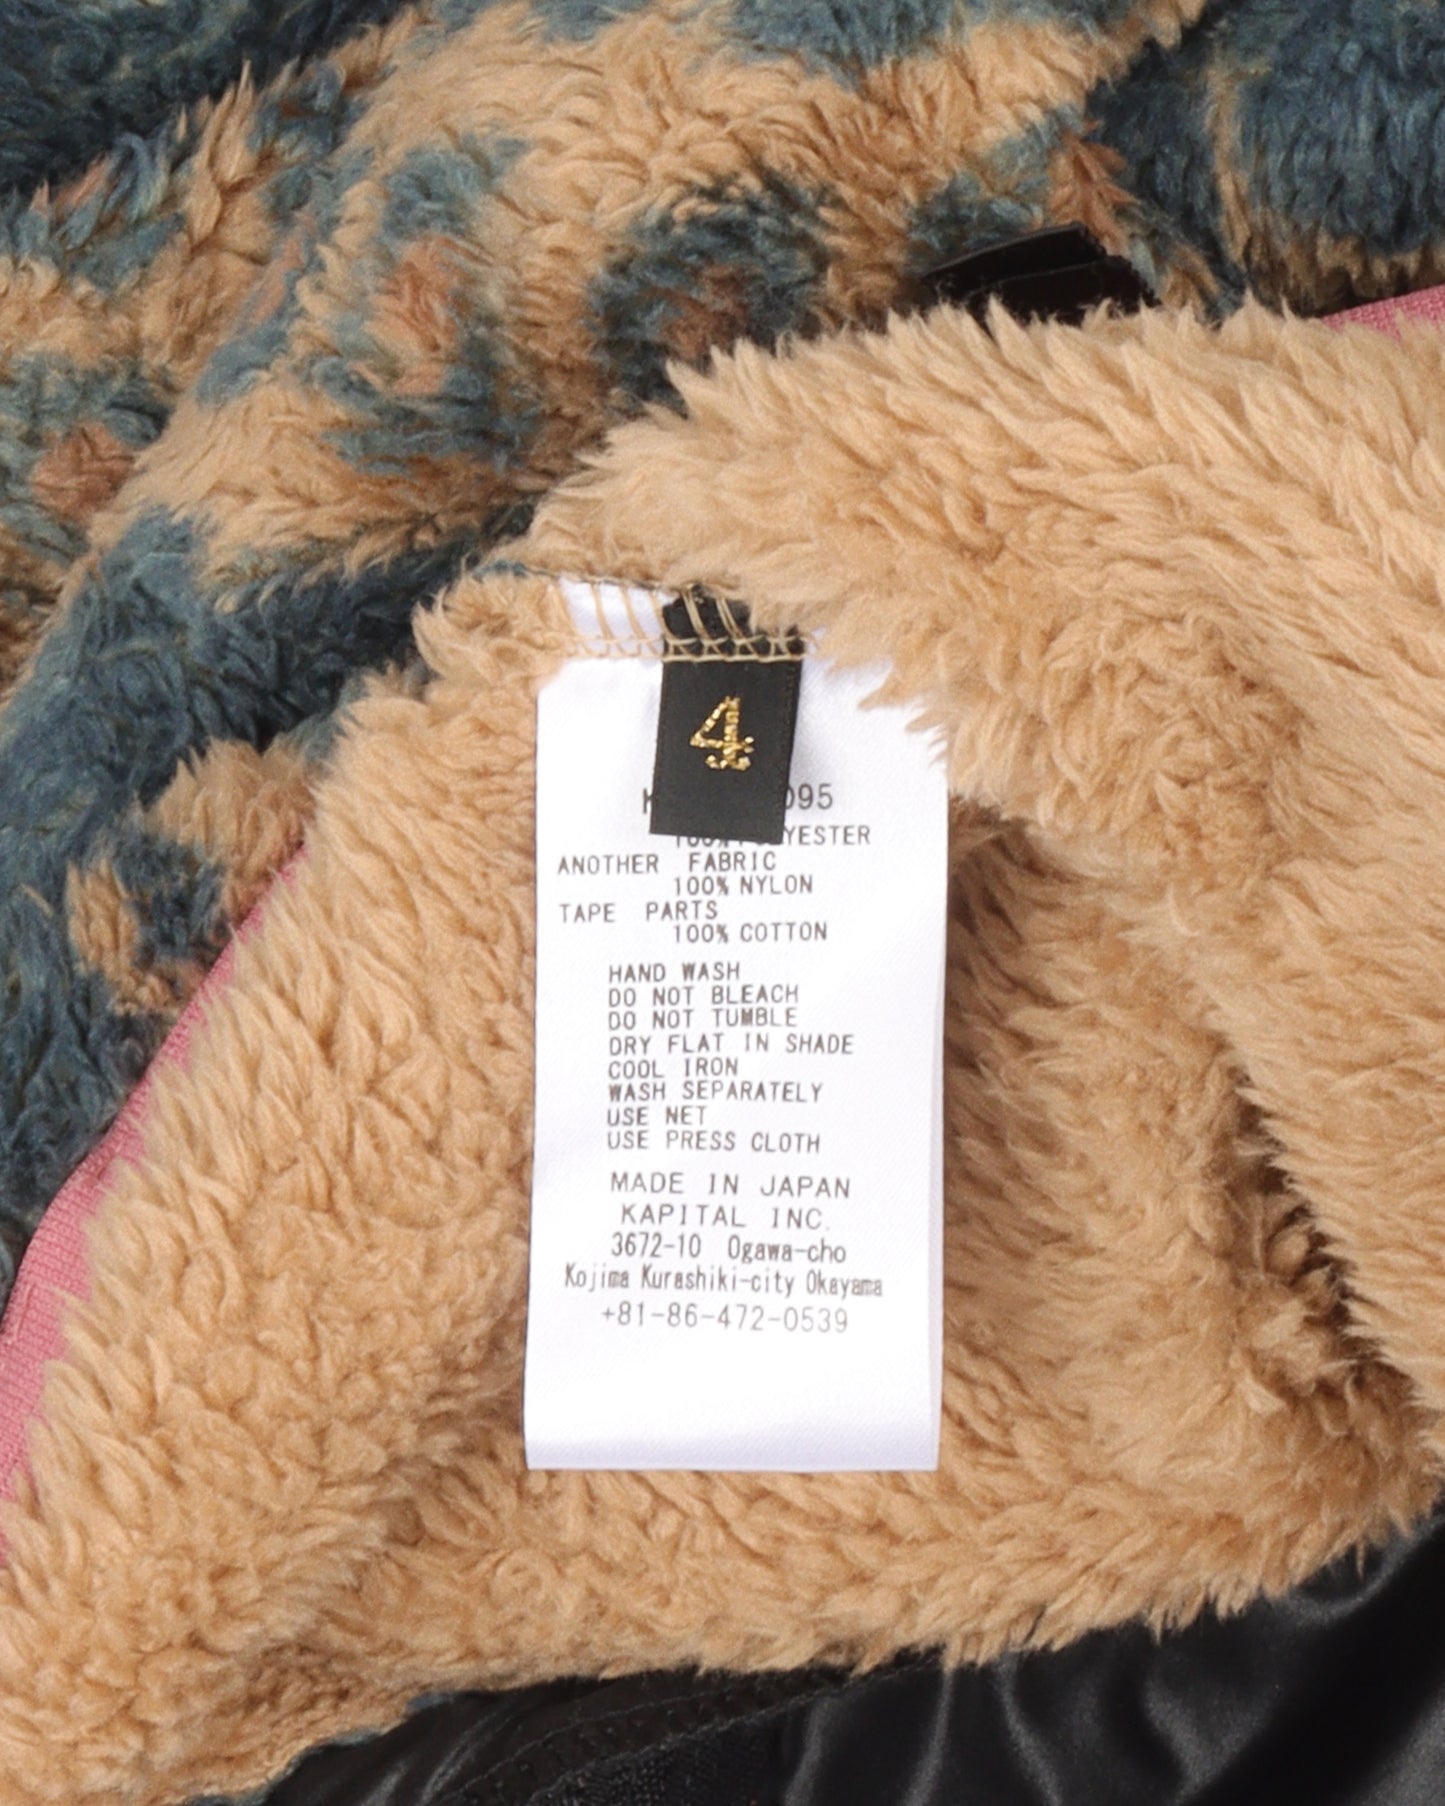 4
095
100% POLYESTER
ANOTHER FABRIC
100% NYLON
TAPE PARTS
100% COTTON
HAND WASH
DO NOT BLEACH
DO NOT TUMBLE
DRY FLAT IN SHADE
COOL IRON
WASH SEPARATELY
USE NET
USE PRESS CLOTH
MADE IN JAPAN
KAPITAL INC.
3672-10 Ogawa-cho
Kojima Kurashiki-city Okayama
+81-86-472-0539